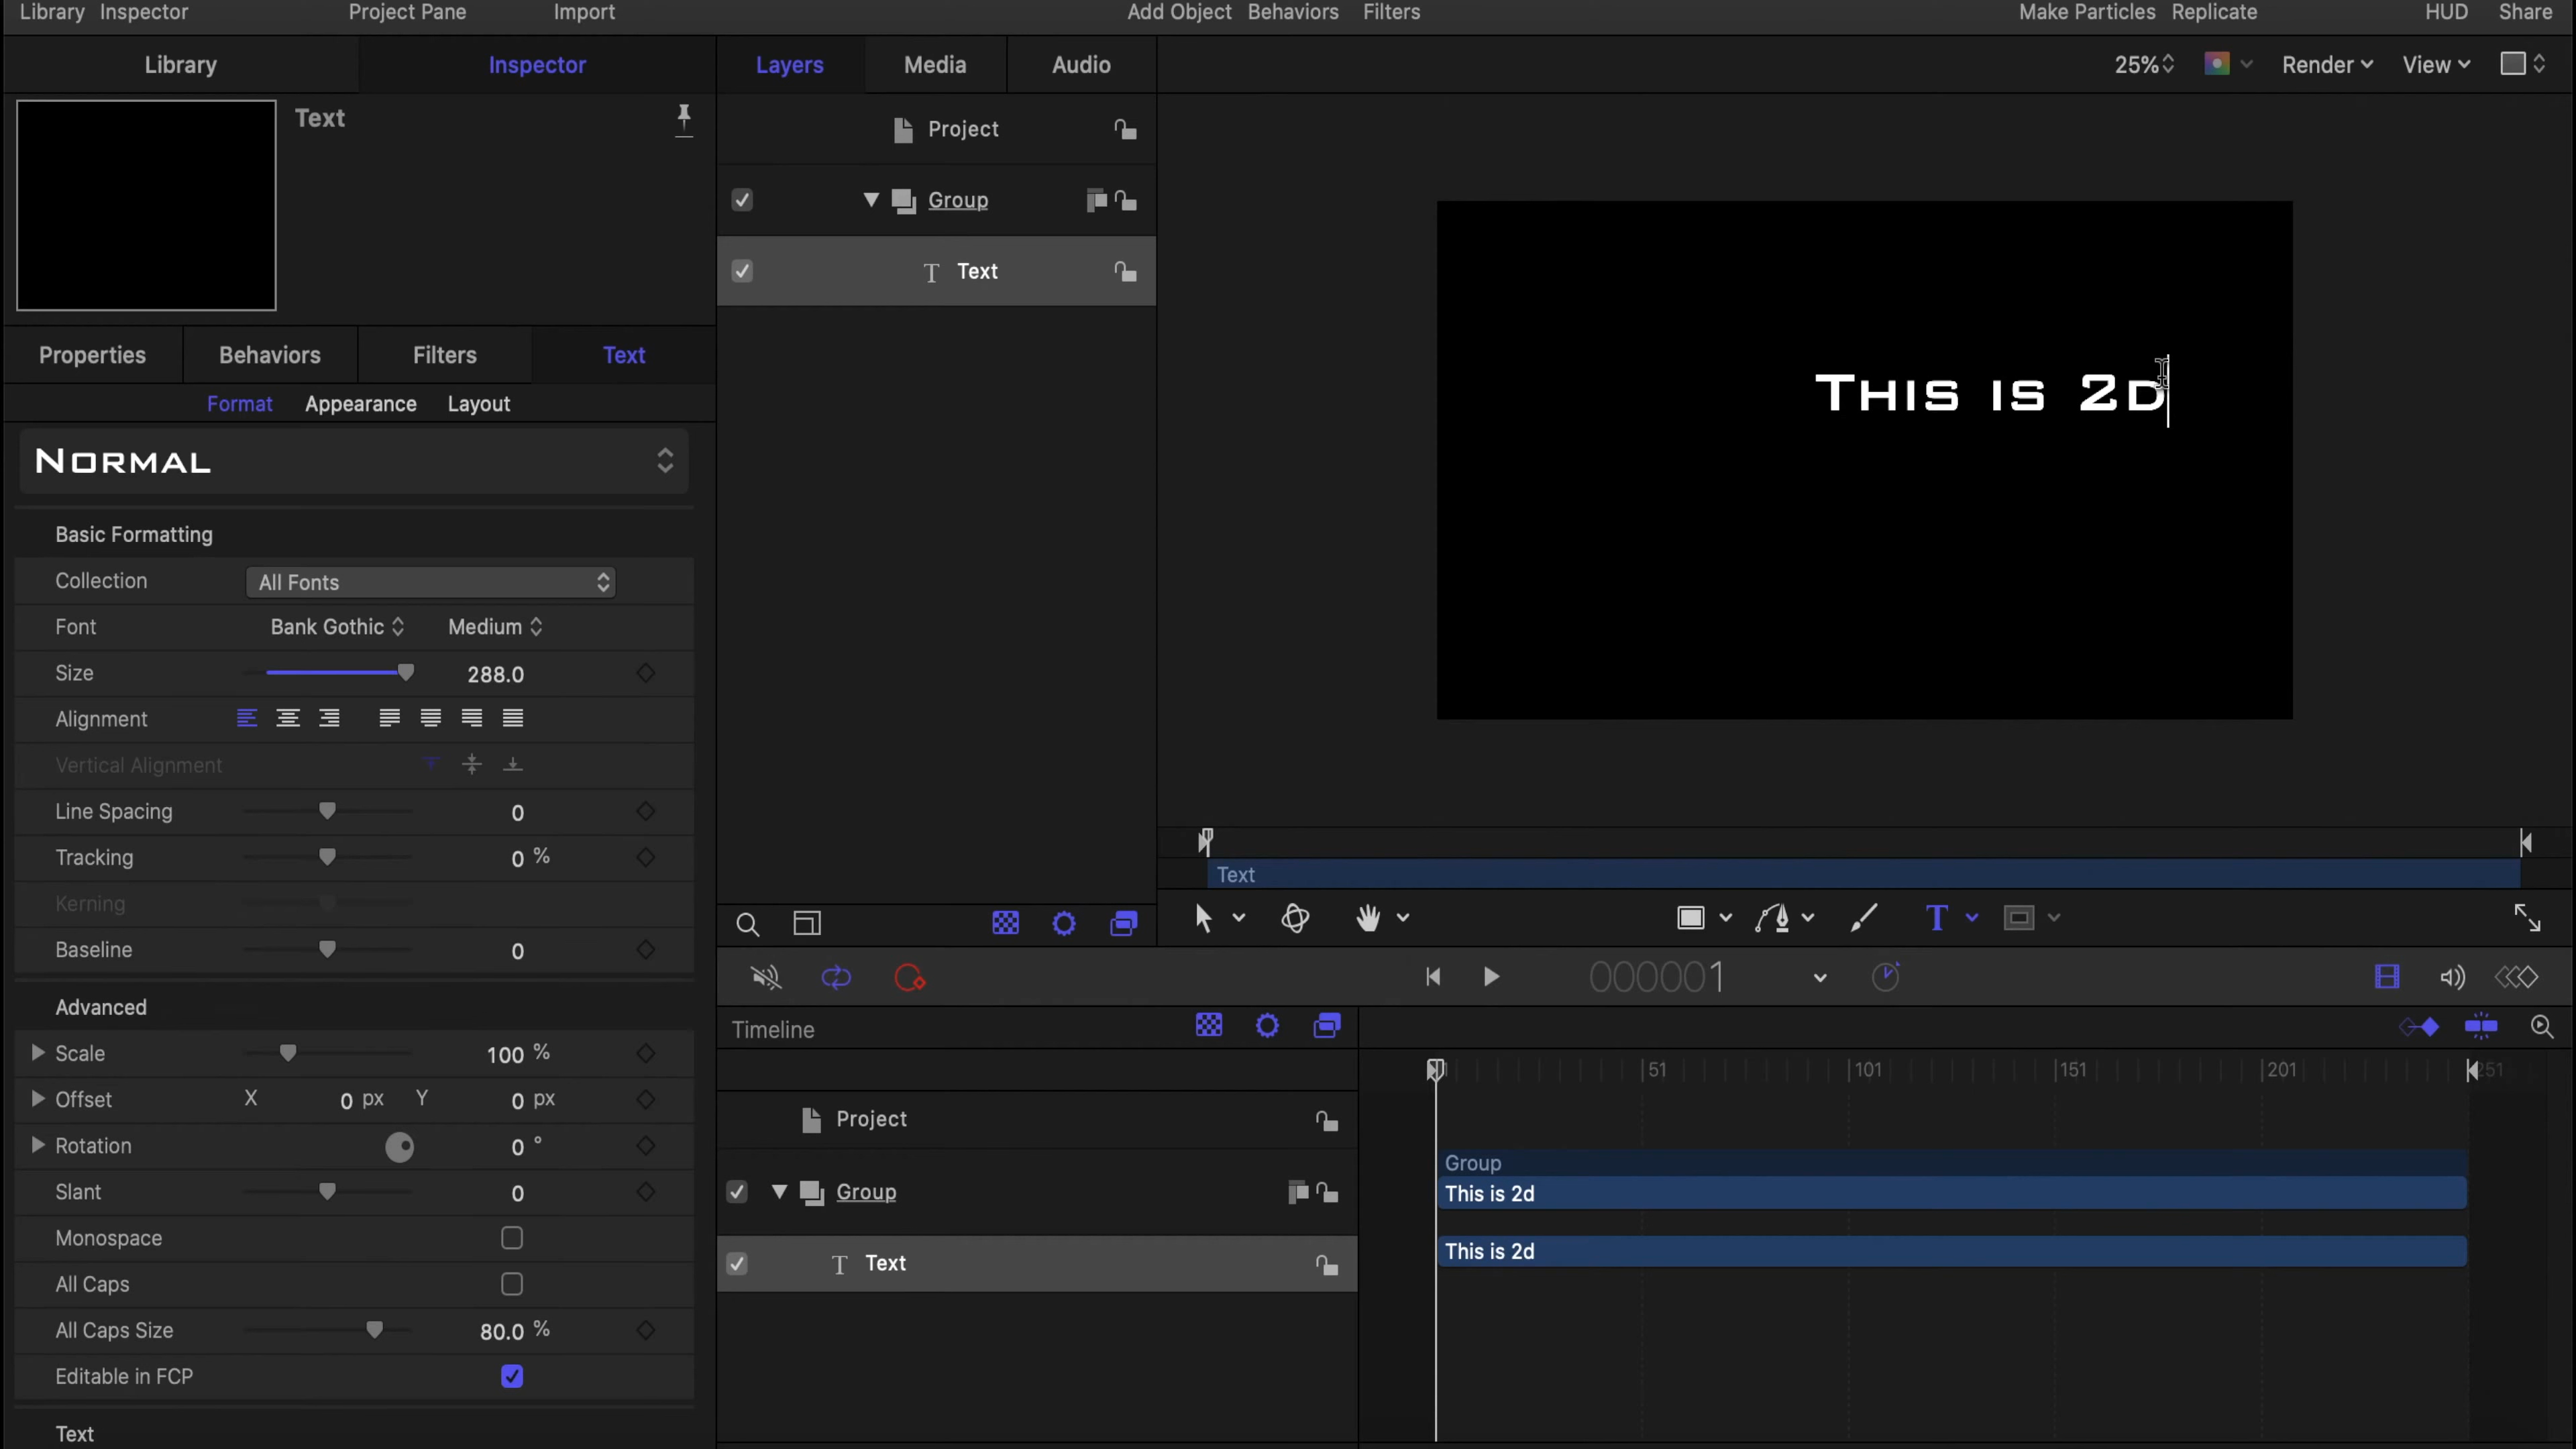 Library Inspector Project Pane Import Add Object Behaviors Filters Make Particles Replicate HUD Share
Library Inspector Layers Media Audio 25% Render View
Text
Project
Group
Text
Properties Behaviors Filters Text
Format Appearance Layout
Normal
This is 2d
Basic Formatting
Collection All Fonts
Font Bank Gothic Medium
Size 288.0
Alignment
Vertical Alignment
Line Spacing 0
Tracking 0 %
Kerning
Baseline 0
Text
T
000001
Advanced
Scale 100 %
Offset X 0 px Y 0 px
Rotation 0 °
Slant 0
Monospace
All Caps
All Caps Size 80.0 %
Editable in FCP
Text
Timeline
51 101 151 201 251
Project
Group
Group
This is 2d
T Text
This is 2d